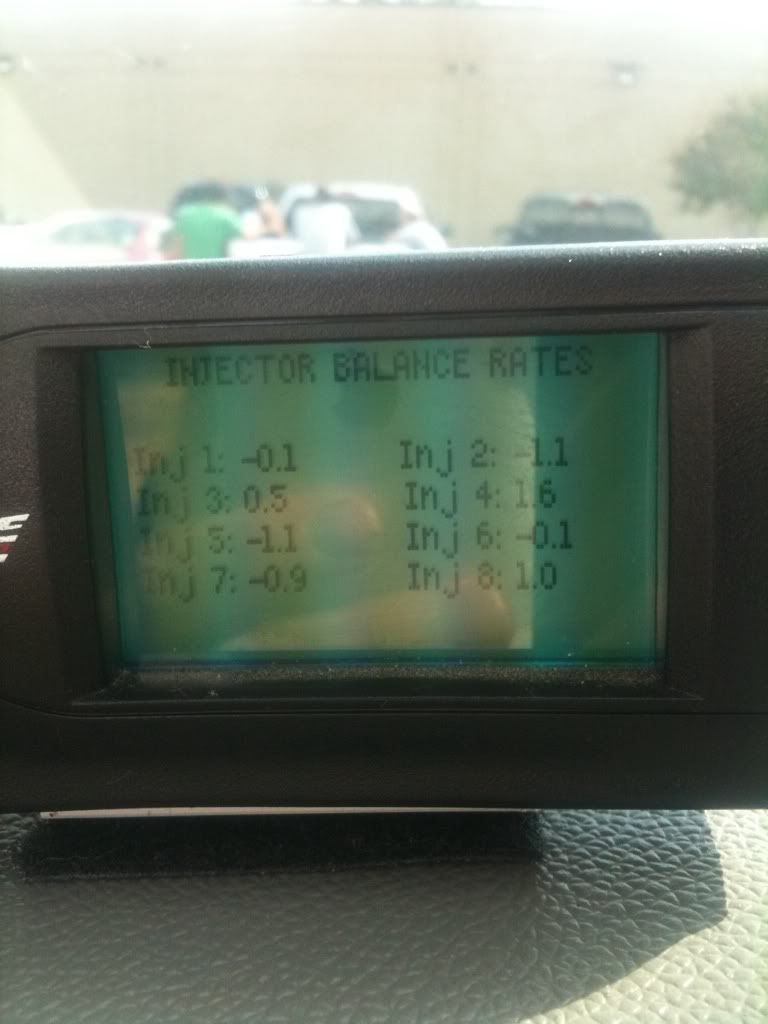 INJECTOR BALANCE RATES
Inj 1: -0.1 Inj 2: -1.1
Inj 3: 0.5 Inj 4: 1.6
Inj 5: -1.1 Inj 6: -0.1
Inj 7: -0.9 Inj 8: 1.0